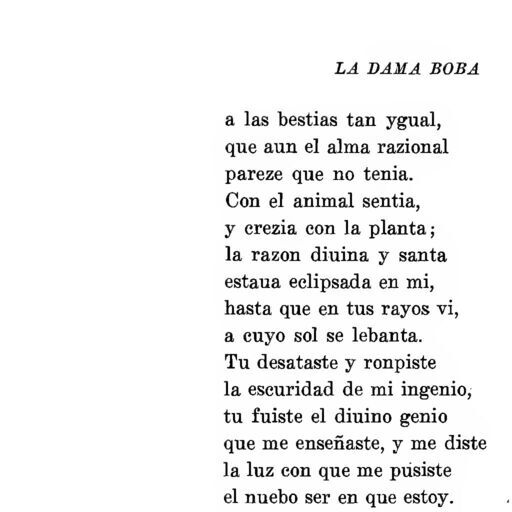 LA DAMA BOBA
a las bestias tan ygual,
que aun el alma razional
pareze que no tenia.
Con el animal sentia,
y crezia con la planta;
la razon diuina y santa
estaua eclipsada en mi,
hasta que en tus rayos vi,
a cuyo sol se lebanta.
Tu desataste y ronpiste
la escuridad de mi ingenio,
tu fuiste el diuino genio
que me enseñaste, y me diste
la luz con que me pusiste
el nuebo ser en que estoy.